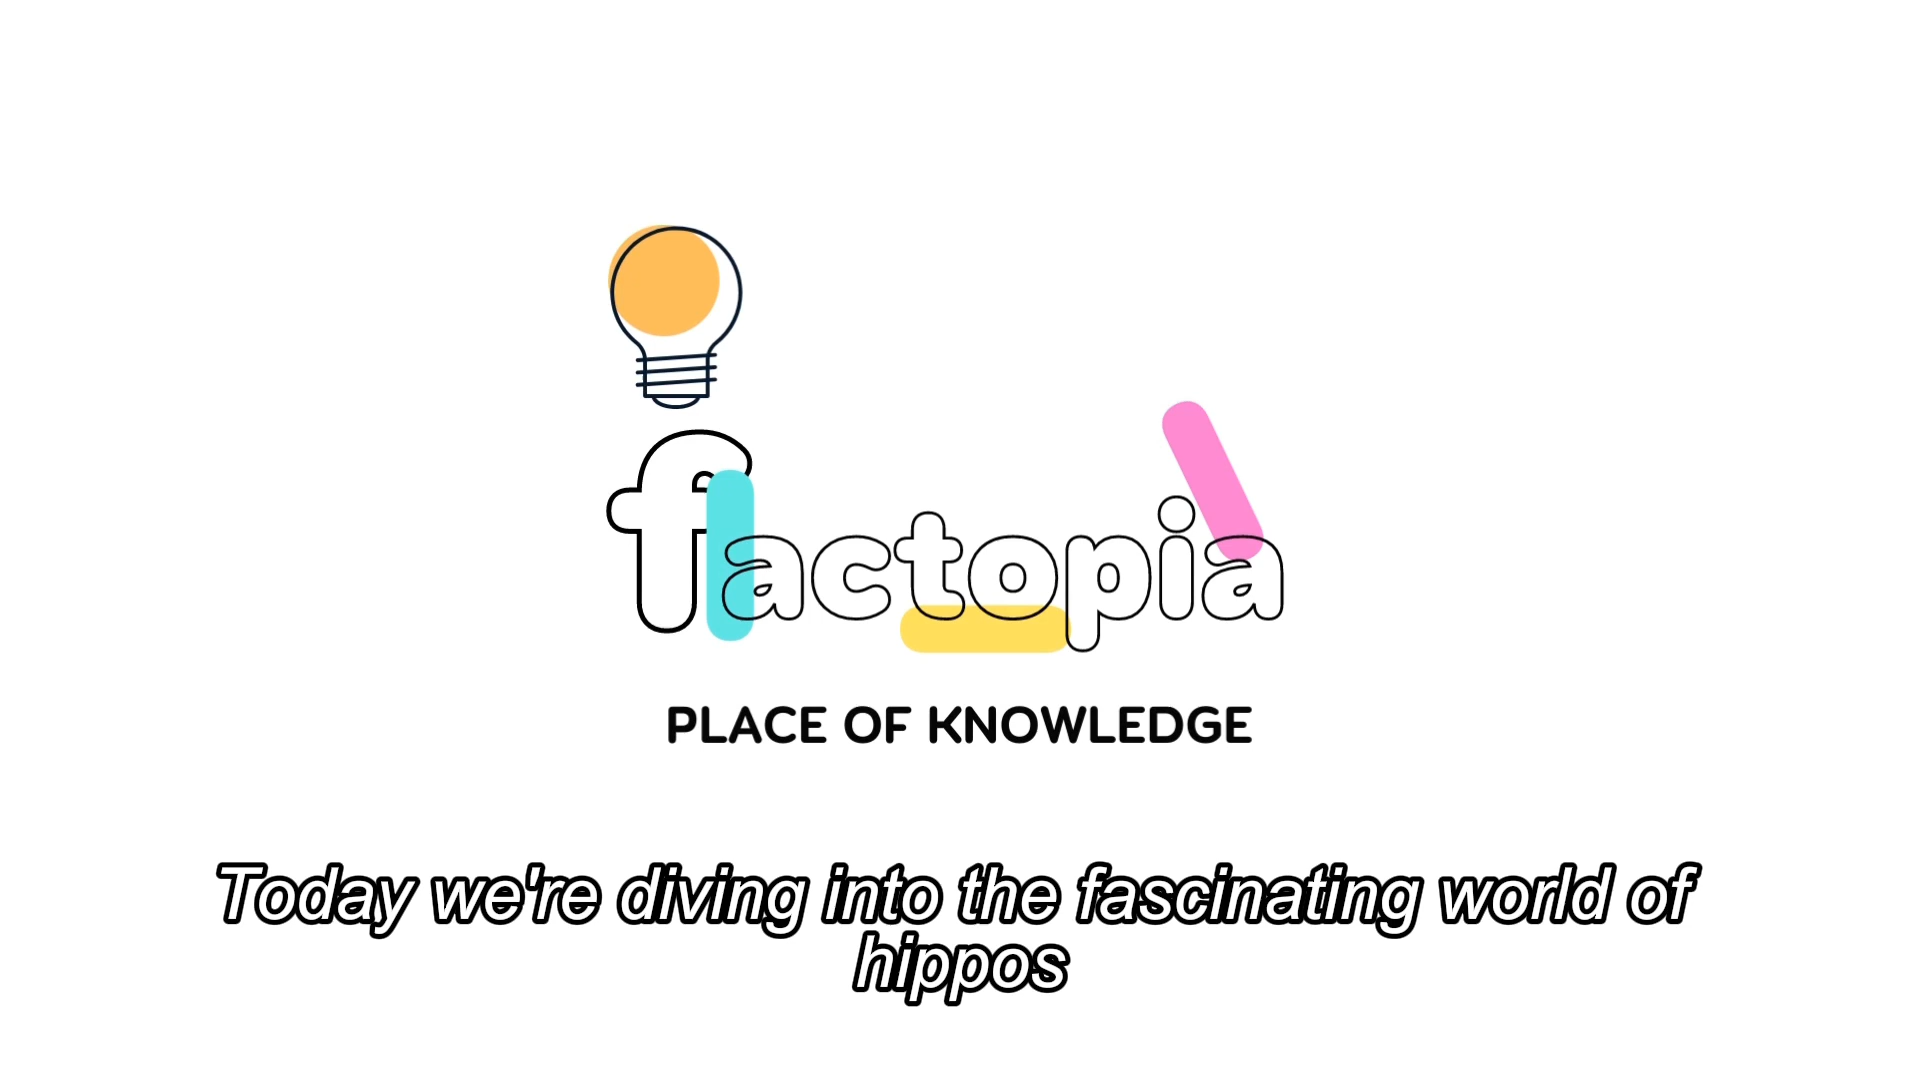 factopia
PLACE OF KNOWLEDGE
Today we're diving into the fascinating world of
hippos